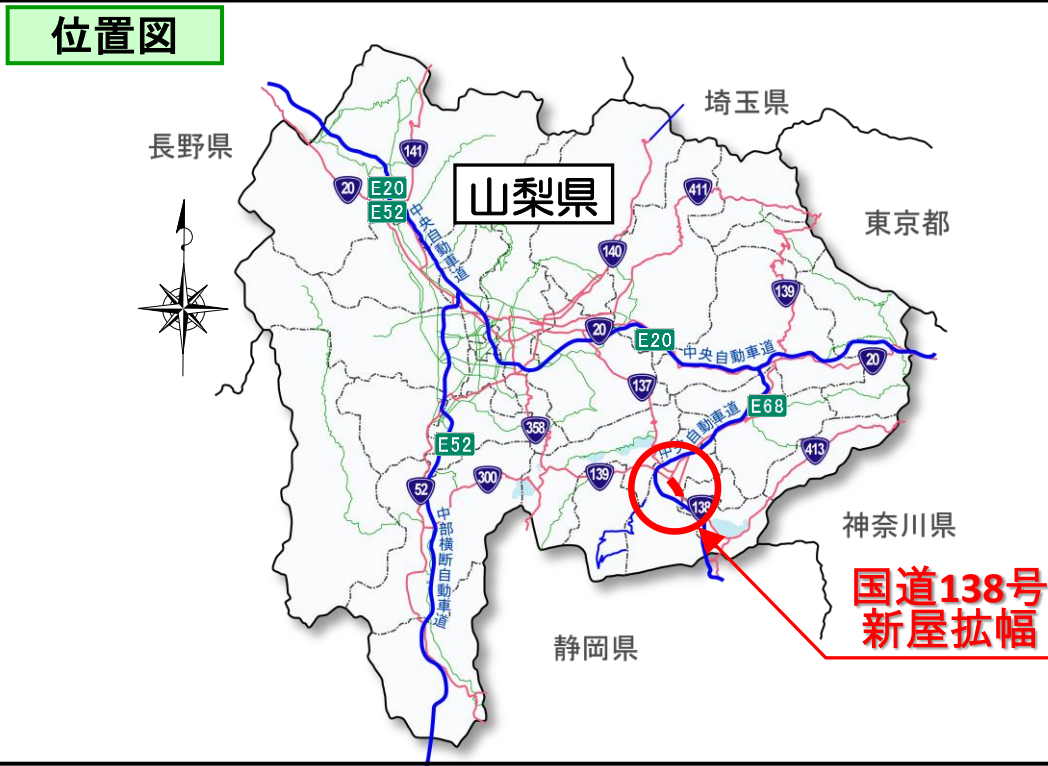 位置図
埼玉県
長野県
141
20
E20
E52
山梨県
411
東京都
中央自動車道
140
139
20
E20
中央自動車道
20
137
E68
中央自動車道
358
E52
413
300
139
52
138
中部横断自動車道
神奈川県
国道138号
新屋拡幅
静岡県